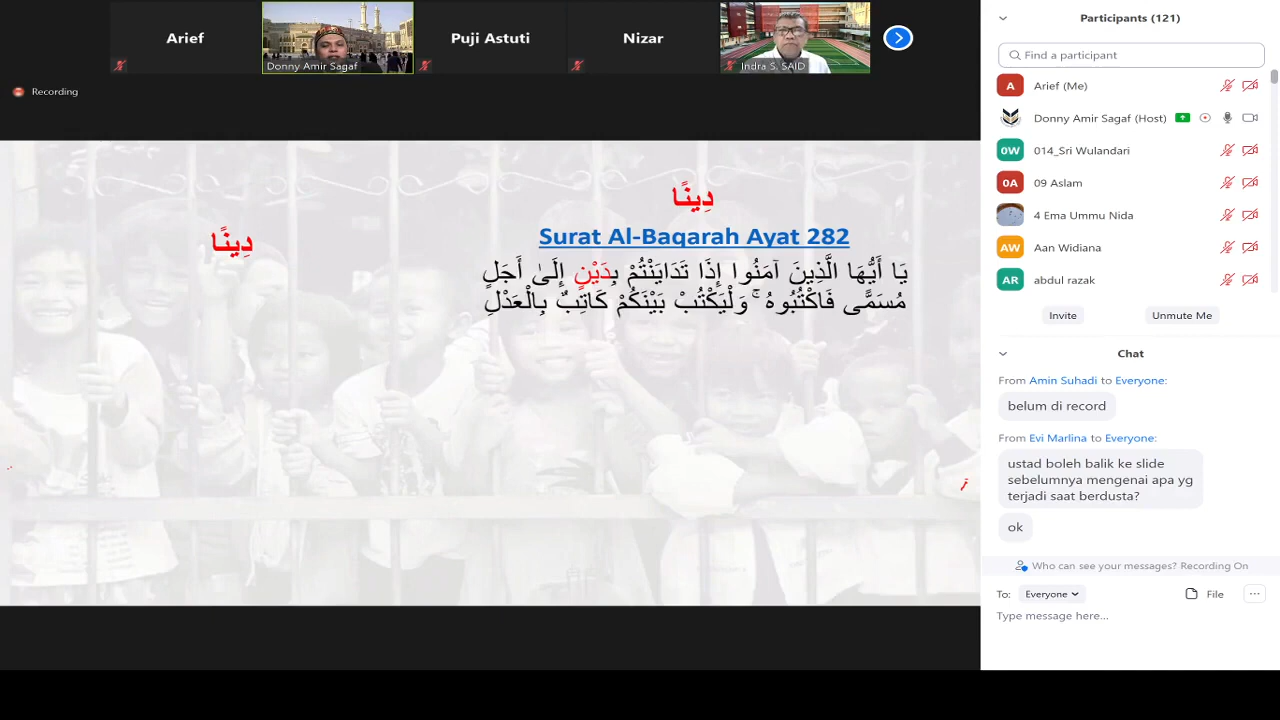 Arief
Donny Amir Sagaf
Puji Astuti
Nizar
Indra S. SAID
Recording
دِينًا
دِينًا
Surat Al-Baqarah Ayat 282
يَا أَيُّهَا الَّذِينَ آمَنُوا إِذَا تَدَايَنْتُمْ بِدَيْنٍ إِلَىٰ أَجَلٍ
مُسَمًّى فَاكْتُبُوهُ ۚ وَلْيَكْتُبْ بَيْنَكُمْ كَاتِبٌ بِالْعَدْلِ
Participants (121)
Find a participant
A Arief (Me)
Donny Amir Sagaf (Host)
0W 014_Sri Wulandari
0A 09 Aslam
4 Ema Ummu Nida
AW Aan Widiana
AR abdul razak
Invite Unmute Me
Chat
From Amin Suhadi to Everyone:
belum di record
From Evi Marlina to Everyone:
ustad boleh balik ke slide
sebelumnya mengenai apa yg
terjadi saat berdusta?
ok
Who can see your messages? Recording On
To: Everyone File ...
Type message here...